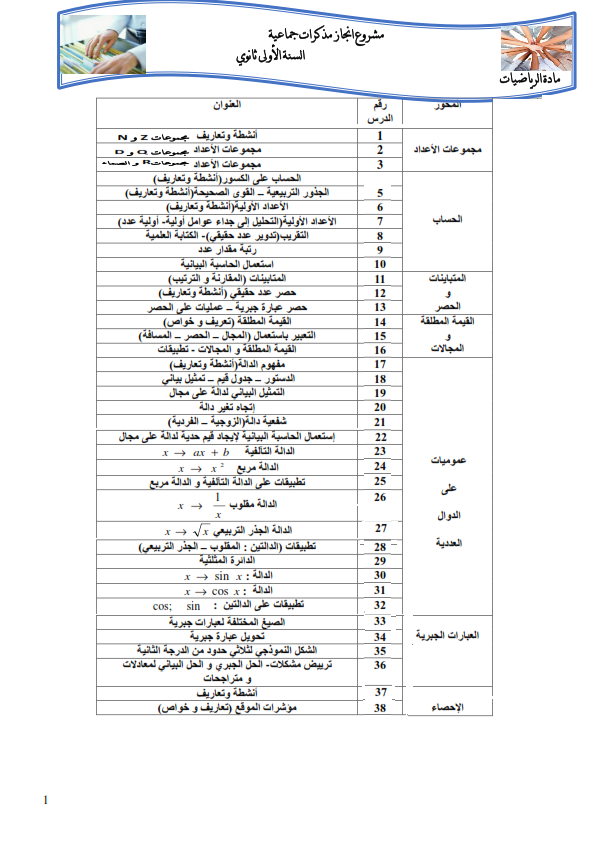 مشروع انجاز مذكرات جماعية
السنة الأولى ثانوي
مادة الرياضيات
المحور رقم الدرس العنوان
مجموعات الأعداد
1 أنشطة وتعاريف مجموعات N و Z
2 مجموعات الأعداد مجموعات D و Q
3 مجموعات الأعداد مجموعات R و الصماء
الحساب
الحساب على الكسور(أنشطة وتعاريف)
5 الجذور التربيعية – القوى الصحيحة(أنشطة وتعاريف)
6 الأعداد الأولية(أنشطة وتعاريف)
7 الأعداد الأولية(التحليل إلى جداء عوامل أولية- أولية عدد)
8 التقريب(تدوير عدد حقيقي)- الكتابة العلمية
9 رتبة مقدار عدد
10 استعمال الحاسبة البيانية
المتباينات و الحصر
11 المتابينات (المقارنة و الترتيب)
12 حصر عدد حقيقي (أنشطة وتعاريف)
13 حصر عبارة جبرية – عمليات على الحصر
القيمة المطلقة و المجالات
14 القيمة المطلقة (تعريف و خواص)
15 التعبير باستعمال (المجال – الحصر – المسافة)
16 القيمة المطلقة و المجالات - تطبيقات
عموميات على الدوال العددية
17 مفهوم الدالة(أنشطة وتعاريف)
18 الدستور – جدول قيم – تمثيل بياني
19 التمثيل البياني لدالة على مجال
20 إتجاه تغير دالة
21 شفعية دالة(الزوجية – الفردية)
22 إستعمال الحاسبة البيانية لإيجاد قيم حدية لدالة على مجال
23 الدالة التآلفية x → ax + b
24 الدالة مربع x → x²
25 تطبيقات على الدالة التآلفية و الدالة مربع
26 الدالة مقلوب x → 1/x
27 الدالة الجذر التربيعي x → √x
28 تطبيقات (الدالتين : المقلوب – الجذر التربيعي)
29 الدائرة المثلثية
30 الدالة : x → sin x
31 الدالة : x → cos x
32 تطبيقات على الدالتين : cos; sin
العبارات الجبرية
33 الصيغ المختلفة لعبارات جبرية
34 تحويل عبارة جبرية
35 الشكل النموذجي لثلاثي حدود من الدرجة الثانية
36 ترييض مشكلات- الحل الجبري و الحل البياني لمعادلات
و متراجحات
الإحصاء
37 أنشطة وتعاريف
38 مؤشرات الموقع (تعاريف و خواص)
1